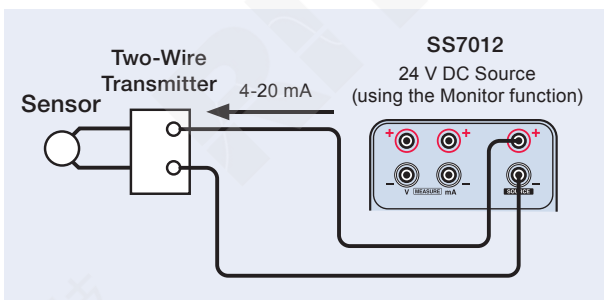 Two-Wire
Transmitter
Sensor
4-20 mA
SS7012
24 V DC Source
(using the Monitor function)
+ + +
− − −
V MEASURE mA SOURCE